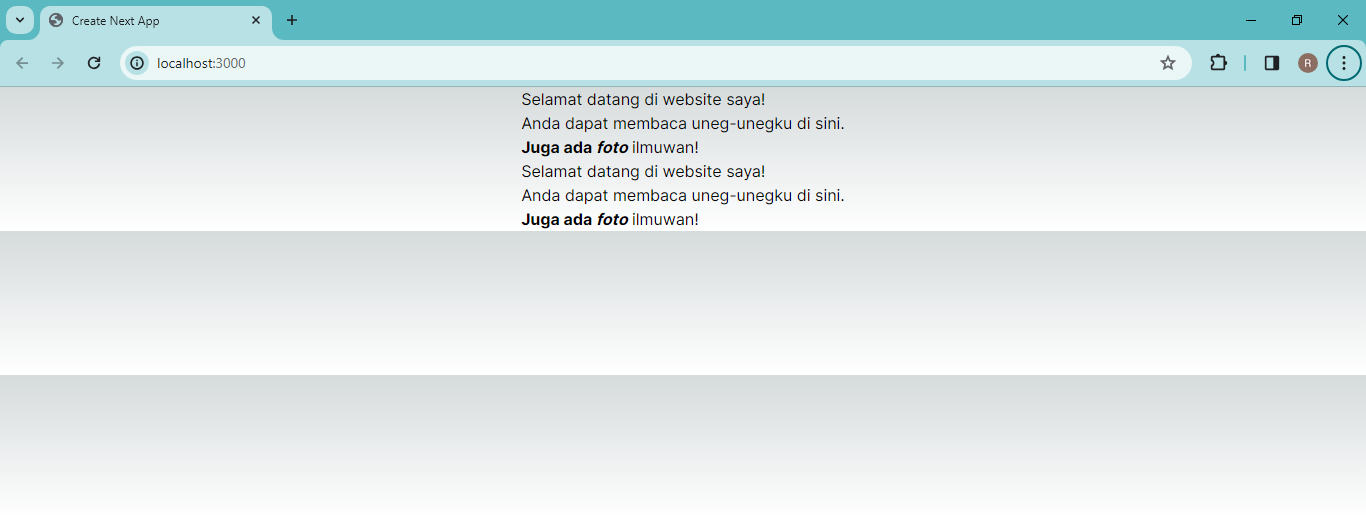 Create Next App
localhost:3000
R
Selamat datang di website saya!
Anda dapat membaca uneg-unegku di sini.
Juga ada foto ilmuwan!
Selamat datang di website saya!
Anda dapat membaca uneg-unegku di sini.
Juga ada foto ilmuwan!